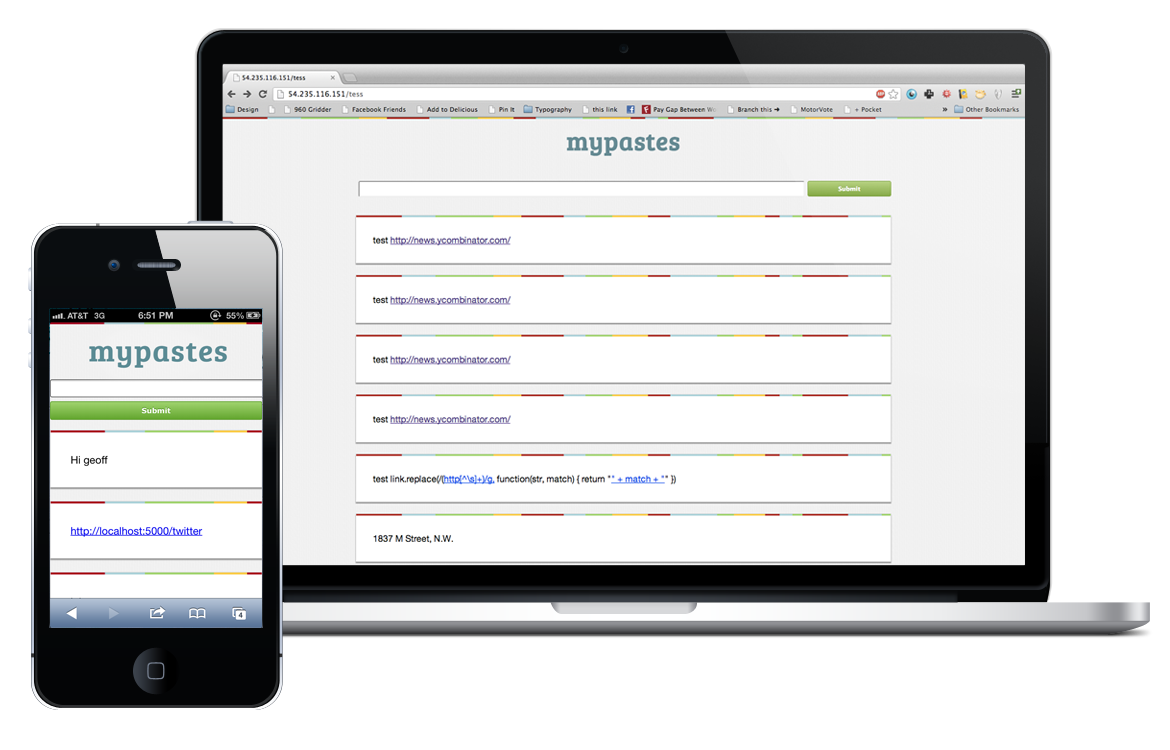 54.235.116.151/tess
54.235.116.151/tess
Design 960 Gridder Facebook Friends Add to Delicious Pin It Typography this link Pay Gap Between Branch this → MotorVote + Pocket » Other Bookmarks
mypastes
Submit
test http://news.ycombinator.com/
test http://news.ycombinator.com/
test http://news.ycombinator.com/
test http://news.ycombinator.com/
test link.replace(/(http[^\s]+)/g, function(str, match) { return "" + match + "" })
1837 M Street, N.W.
AT&T 3G 6:51 PM 55%
mypastes
Submit
Hi geoff
http://localhost:5000/twitter
4